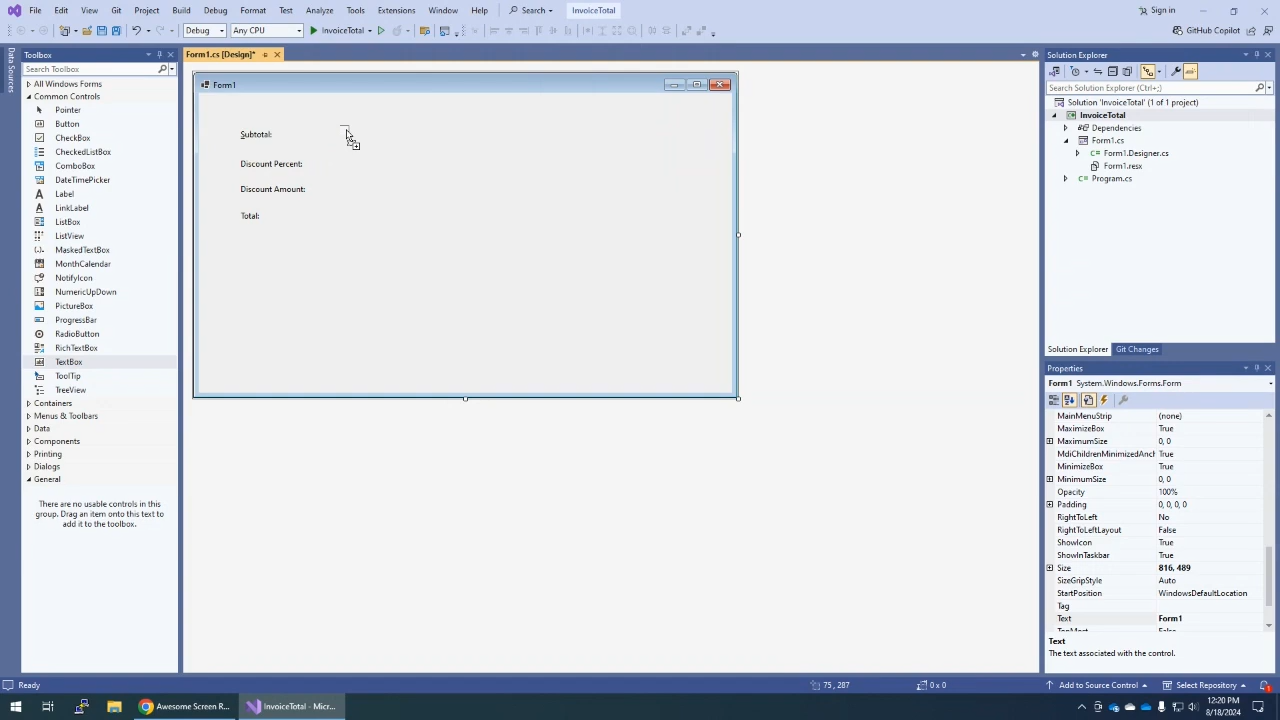 File Edit View Git Project Build Debug Format Test Analyze Tools Extensions Window Help Search InvoiceTotal Sign in
Debug Any CPU InvoiceTotal GitHub Copilot
Data Sources
Toolbox
Search Toolbox
All Windows Forms
Common Controls
Pointer
Button
CheckBox
CheckedListBox
ComboBox
DateTimePicker
Label
LinkLabel
ListBox
ListView
MaskedTextBox
MonthCalendar
NotifyIcon
NumericUpDown
PictureBox
ProgressBar
RadioButton
RichTextBox
TextBox
ToolTip
TreeView
Containers
Menus & Toolbars
Data
Components
Printing
Dialogs
General
There are no usable controls in this
group. Drag an item onto this text to
add it to the toolbox.
Form1.cs [Design]*
Form1
Subtotal:
Discount Percent:
Discount Amount:
Total:
Solution Explorer
Search Solution Explorer (Ctrl+;)
Solution 'InvoiceTotal' (1 of 1 project)
InvoiceTotal
Dependencies
Form1.cs
Form1.Designer.cs
Form1.resx
Program.cs
Solution Explorer Git Changes
Properties
Form1 System.Windows.Forms.Form
MainMenuStrip (none)
MaximizeBox True
MaximumSize 0, 0
MdiChildrenMinimizedAnch True
MinimizeBox True
MinimumSize 0, 0
Opacity 100%
Padding 0, 0, 0, 0
RightToLeft No
RightToLeftLayout False
ShowIcon True
ShowInTaskbar True
Size 816, 489
SizeGripStyle Auto
StartPosition WindowsDefaultLocation
Tag
Text Form1
TopMost False
Text
The text associated with the control.
Ready 75 , 287 0 x 0 Add to Source Control Select Repository 1
Awesome Screen R... InvoiceTotal - Micr...
12:20 PM
8/18/2024